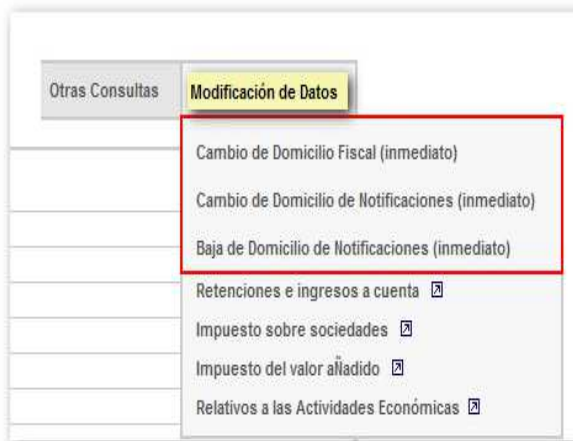 Otras Consultas
Modificación de Datos
Cambio de Domicilio Fiscal (inmediato)
Cambio de Domicilio de Notificaciones (inmediato)
Baja de Domicilio de Notificaciones (inmediato)
Retenciones e ingresos a cuenta
Impuesto sobre sociedades
Impuesto del valor aÑadido
Relativos a las Actividades Económicas